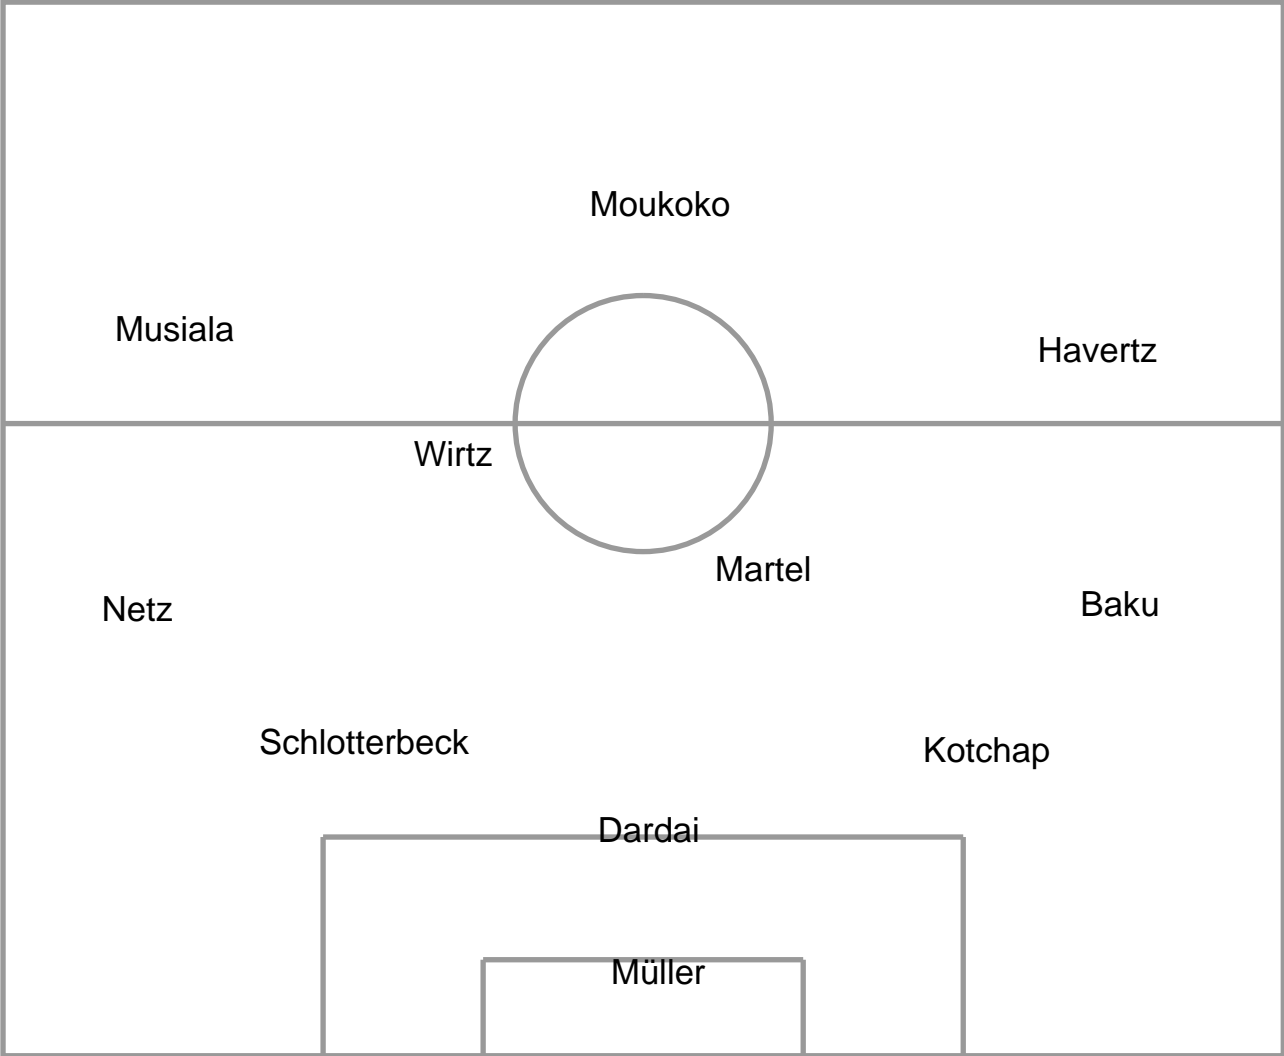 Moukoko
Musiala
Havertz
Wirtz
Martel
Netz
Baku
Schlotterbeck
Kotchap
Dardai
Müller